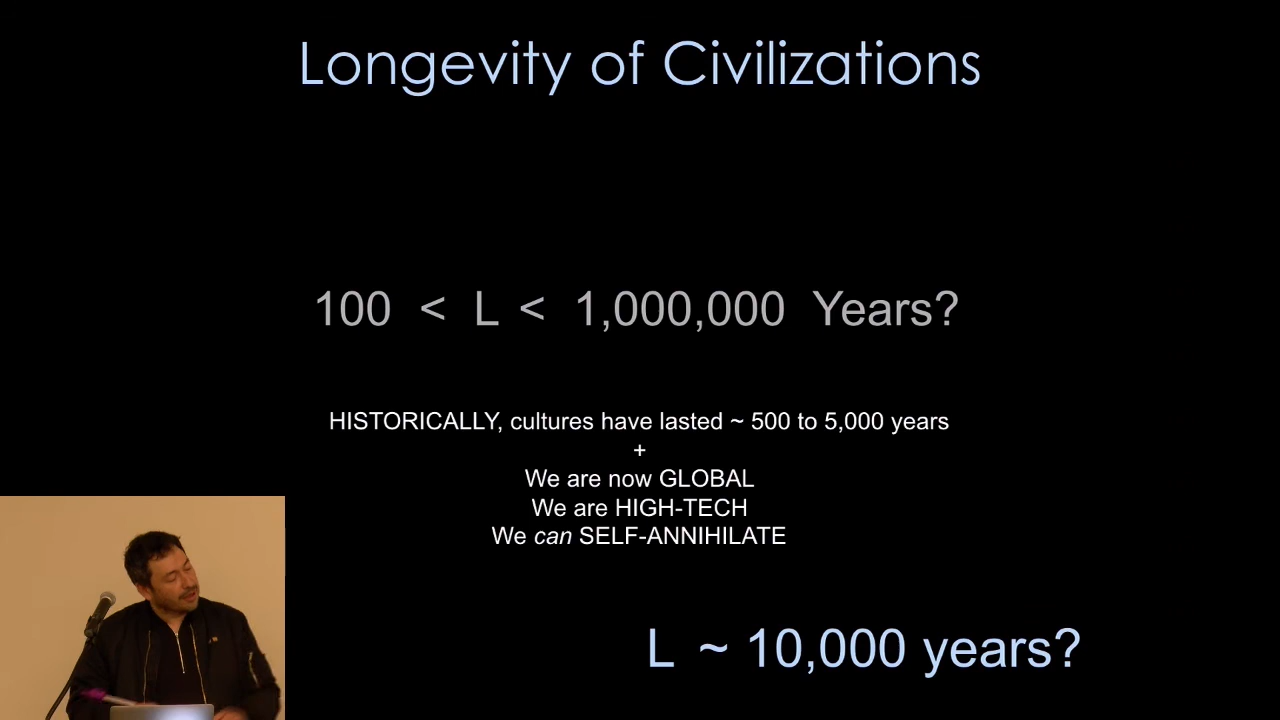 Longevity of Civilizations
100 < L < 1,000,000 Years?
HISTORICALLY, cultures have lasted ~ 500 to 5,000 years
+
We are now GLOBAL
We are HIGH-TECH
We can SELF-ANNIHILATE
L ~ 10,000 years?